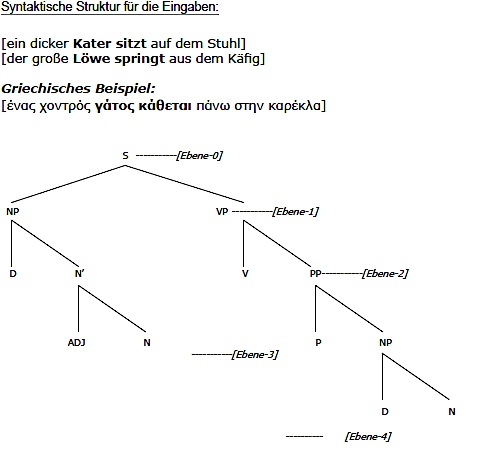 Syntaktische Struktur für die Eingaben:
[ein dicker Kater sitzt auf dem Stuhl]
[der große Löwe springt aus dem Käfig]
Griechisches Beispiel:
[ένας χοντρός γάτος κάθεται πάνω στην καρέκλα]
S -----------[Ebene-0]
NP VP -----------[Ebene-1]
D N’ V PP-----------[Ebene-2]
ADJ N -----------[Ebene-3] P NP
D N
---------- [Ebene-4]